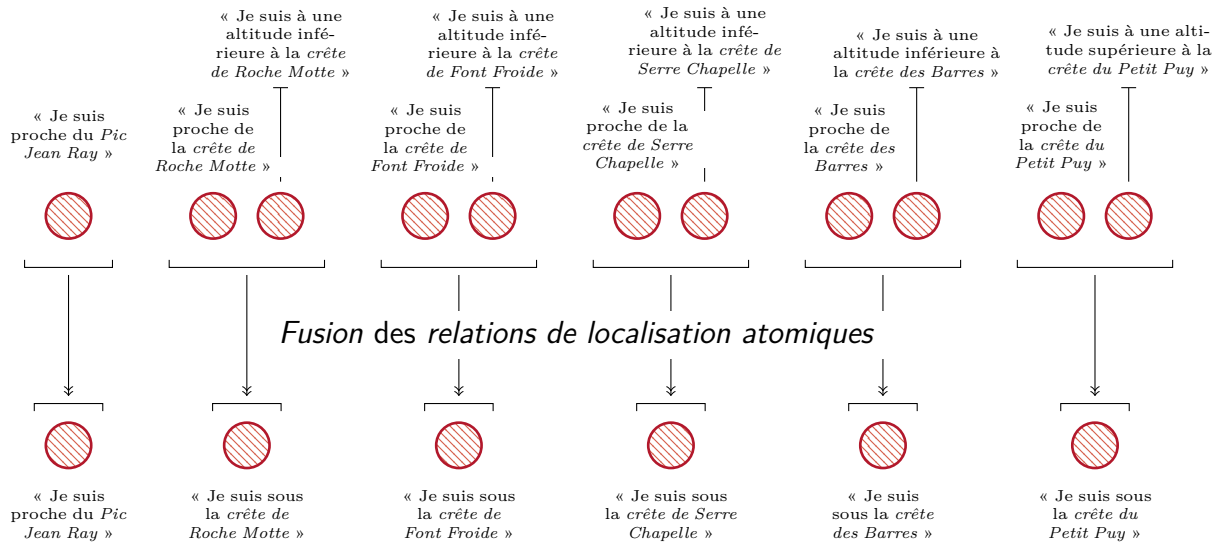 « Je suis à une
altitude infé-
rieure à la crête
de Roche Motte »
« Je suis à une
altitude infé-
rieure à la crête
de Font Froide »
« Je suis à une
altitude infé-
rieure à la crête de
Serre Chapelle »
« Je suis à une
altitude inférieure à
la crête des Barres »
« Je suis à une alti-
tude supérieure à la
crête du Petit Puy »
« Je suis
proche du Pic
Jean Ray »
« Je suis
proche de
la crête de
Roche Motte »
« Je suis
proche de
la crête de
Font Froide »
« Je suis
proche de la
crête de Serre
Chapelle »
« Je suis
proche de
la crête des
Barres »
« Je suis
proche de
la crête du
Petit Puy »
Fusion des relations de localisation atomiques
« Je suis
proche du Pic
Jean Ray »
« Je suis sous
la crête de
Roche Motte »
« Je suis sous
la crête de
Font Froide »
« Je suis sous
la crête de Serre
Chapelle »
« Je suis
sous la crête
des Barres »
« Je suis sous
la crête du
Petit Puy »